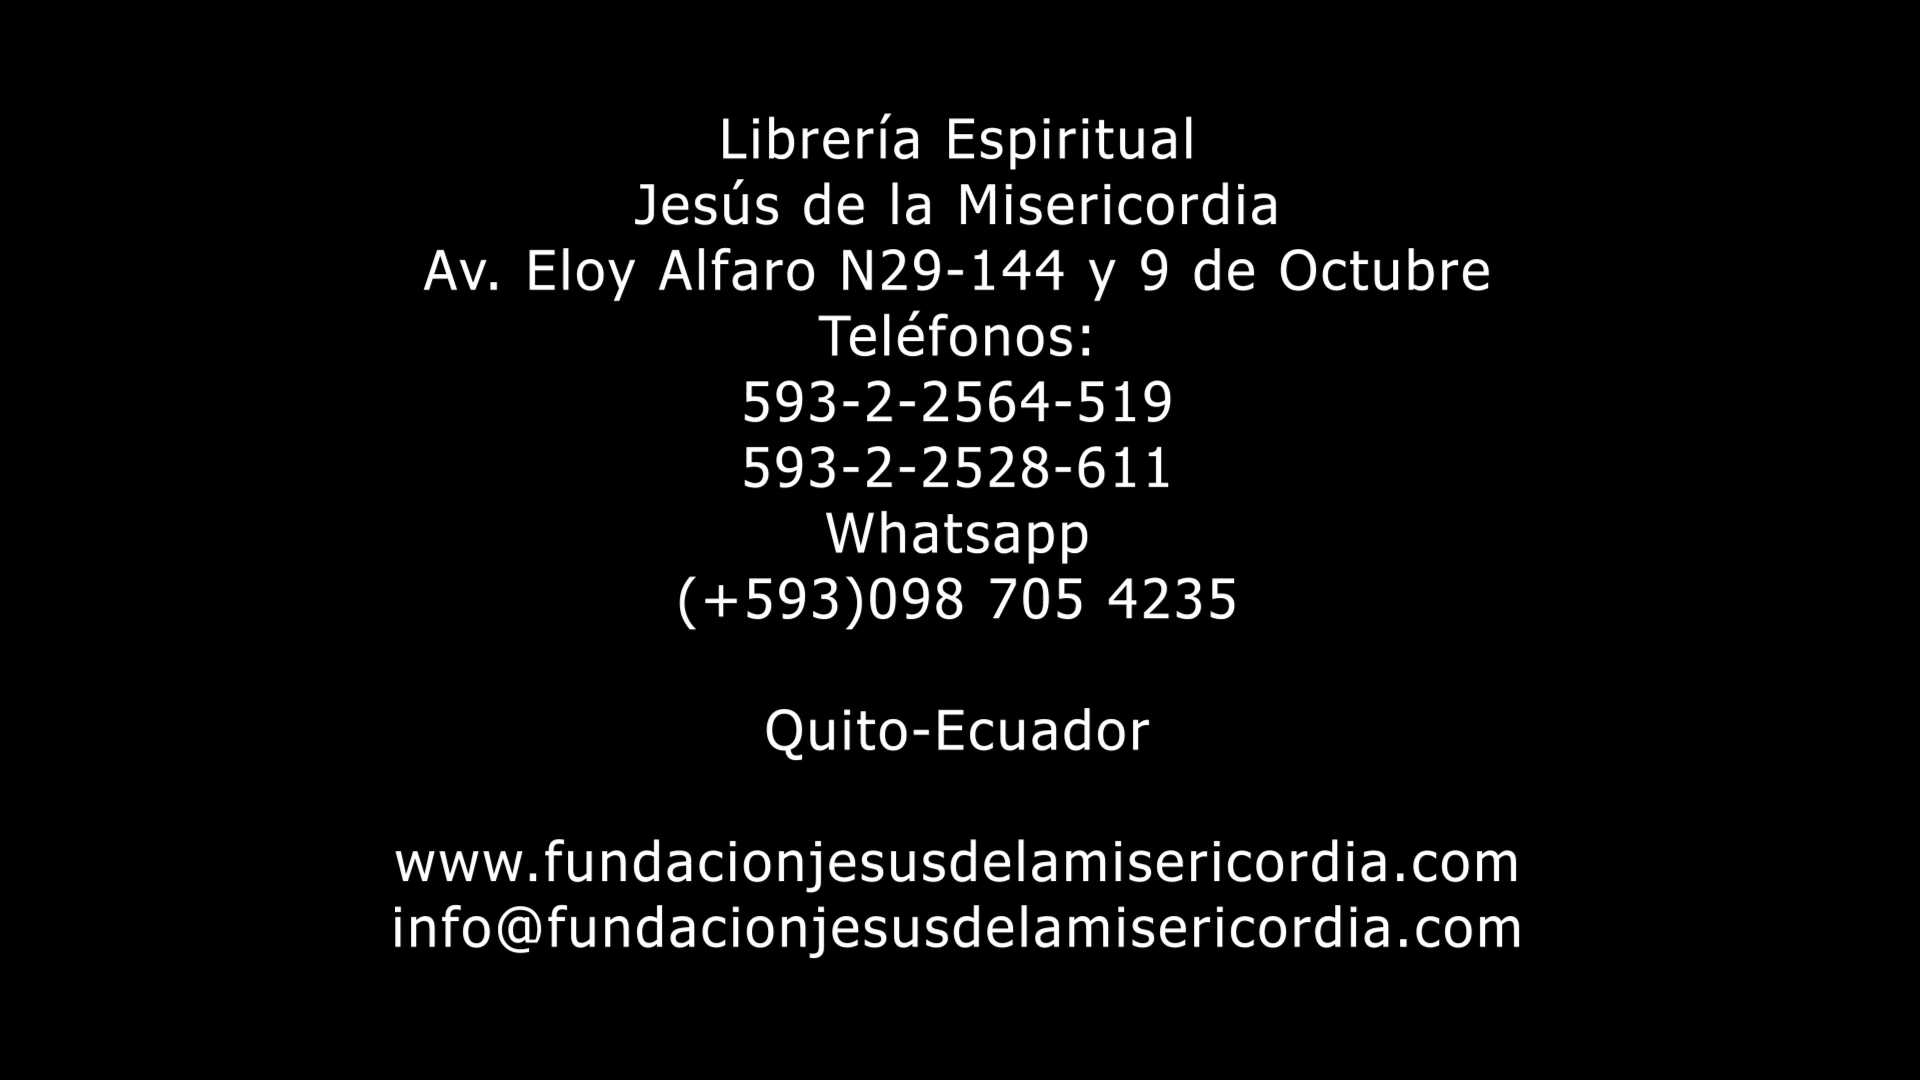 Librería Espiritual
Jesús de la Misericordia
Av. Eloy Alfaro N29-144 y 9 de Octubre
Teléfonos:
593-2-2564-519
593-2-2528-611
Whatsapp
(+593)098 705 4235
Quito-Ecuador
www.fundacionjesusdelamisericordia.com
info@fundacionjesusdelamisericordia.com